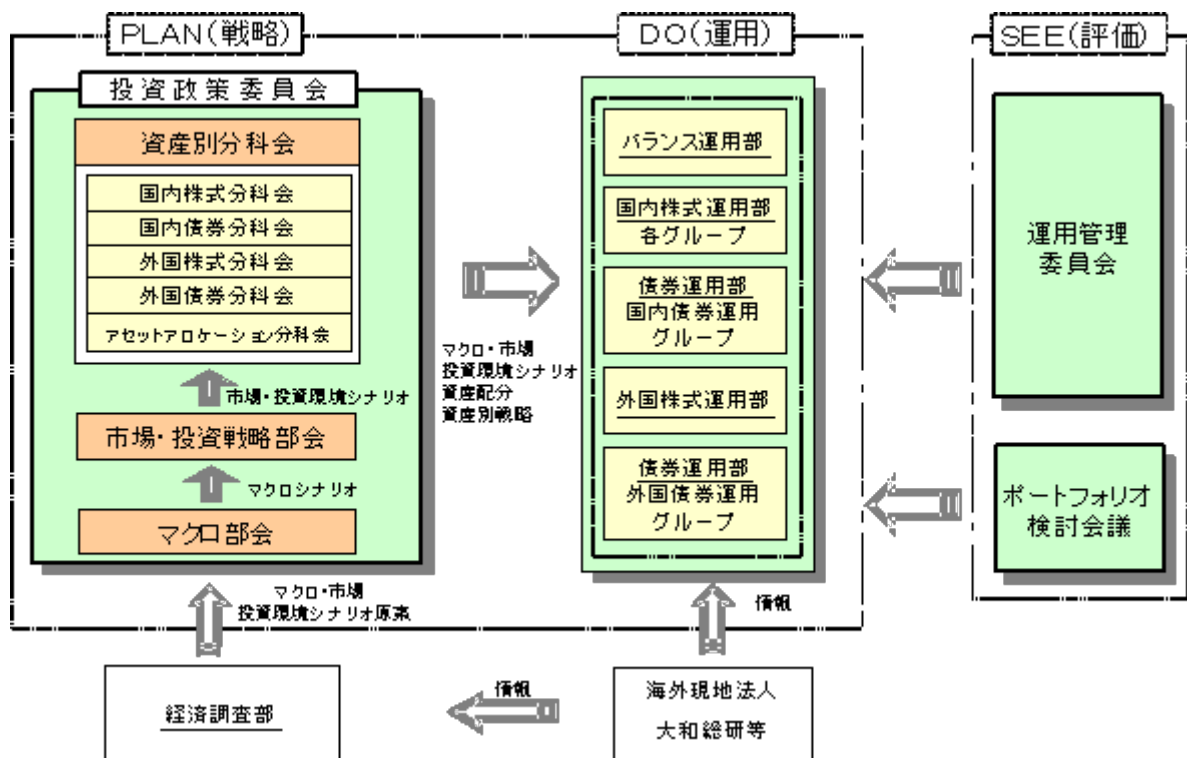 PLAN(戦略)
DO(運用)
SEE(評価)
投資政策委員会
資産別分科会
国内株式分科会
国内債券分科会
外国株式分科会
外国債券分科会
アセットアロケーション分科会
市場・投資環境シナリオ
市場・投資戦略部会
マクロシナリオ
マクロ部会
マクロ・市場
投資環境シナリオ
資産配分
資産別戦略
バランス運用部
国内株式運用部
各グループ
債券運用部
国内債券運用
グループ
外国株式運用部
債券運用部
外国債券運用
グループ
運用管理
委員会
ポートフォリオ
検討会議
マクロ・市場
投資環境シナリオ原案
情報
経済調査部
情報
海外現地法人
大和総研等